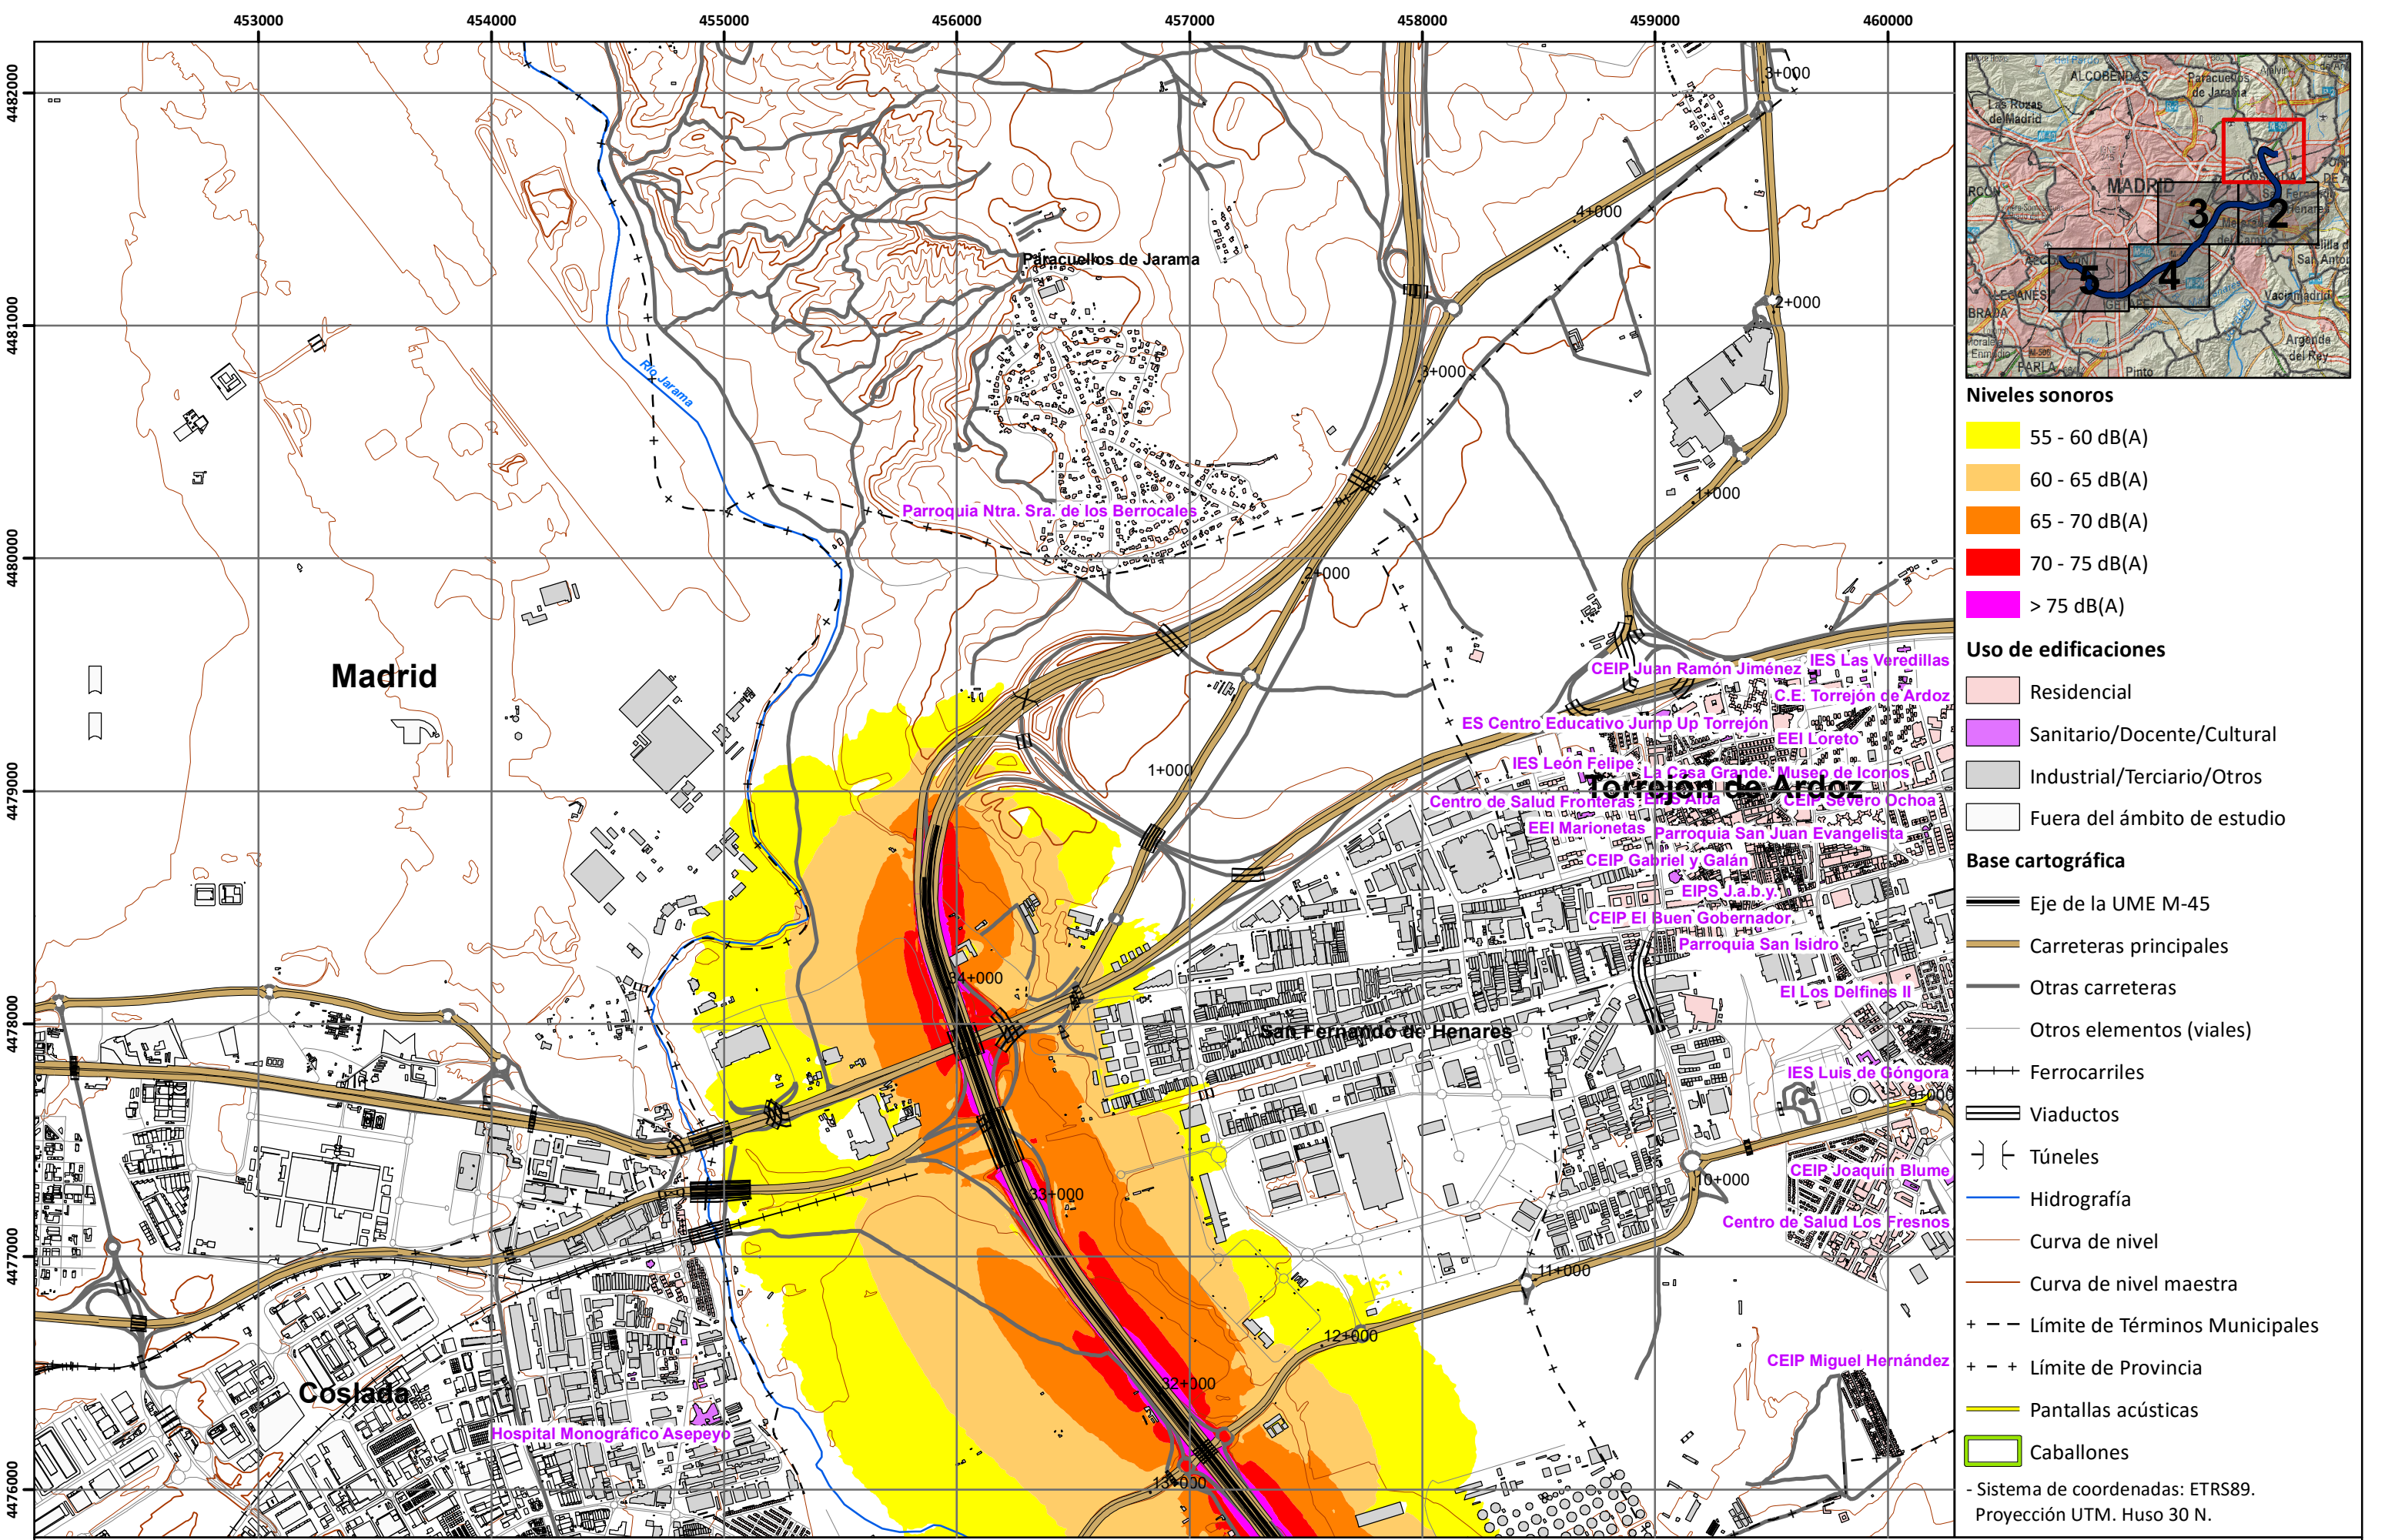 453000
454000
455000
456000
457000
458000
459000
460000
4482000
4481000
4480000
4479000
4478000
4477000
4476000
3+000
4+000
Paracuellos de Jarama
2+000
Río Jarama
3+000
1+000
Parroquia Ntra. Sra. de los Berrocales
2+000
Madrid
IES Las Veredillas
CEIP Juan Ramón Jiménez
C.E. Torrejón de Ardoz
ES Centro Educativo Jump Up Torrejón
EEI Loreto
IES León Felipe
1+000
La Casa Grande. Museo de Iconos
Torrejón de Ardoz
Centro de Salud Fronteras
EIPS Alba
CEIP Severo Ochoa
EEI Marionetas
Parroquia San Juan Evangelista
CEIP Gabriel y Galán
EIPS J.a.b.y.
CEIP El Buen Gobernador
Parroquia San Isidro
34+000
EI Los Delfines II
San Fernando de Henares
IES Luis de Góngora
9+000
CEIP Joaquín Blume
10+000
33+000
Centro de Salud Los Fresnos
11+000
12+000
CEIP Miguel Hernández
32+000
Coslada
Hospital Monográfico Asepeyo
13+000
ALCOBENDAS
Paracuellos
de Jarama
Las Rozas
de Madrid
MADRID
COSLADA
3
2
5
4
LEGANÉS
GETAFE
Vaciamadrid
Arganda
del Rey
PARLA
Pinto
Niveles sonoros
55 - 60 dB(A)
60 - 65 dB(A)
65 - 70 dB(A)
70 - 75 dB(A)
> 75 dB(A)
Uso de edificaciones
Residencial
Sanitario/Docente/Cultural
Industrial/Terciario/Otros
Fuera del ámbito de estudio
Base cartográfica
Eje de la UME M-45
Carreteras principales
Otras carreteras
Otros elementos (viales)
Ferrocarriles
Viaductos
Túneles
Hidrografía
Curva de nivel
Curva de nivel maestra
Límite de Términos Municipales
Límite de Provincia
Pantallas acústicas
Caballones
- Sistema de coordenadas: ETRS89.
Proyección UTM. Huso 30 N.